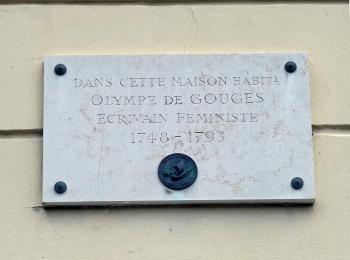 DANS CETTE MAISON HABITA
OLYMPE DE GOUGES
ECRIVAIN FEMINISTE
1748-1793